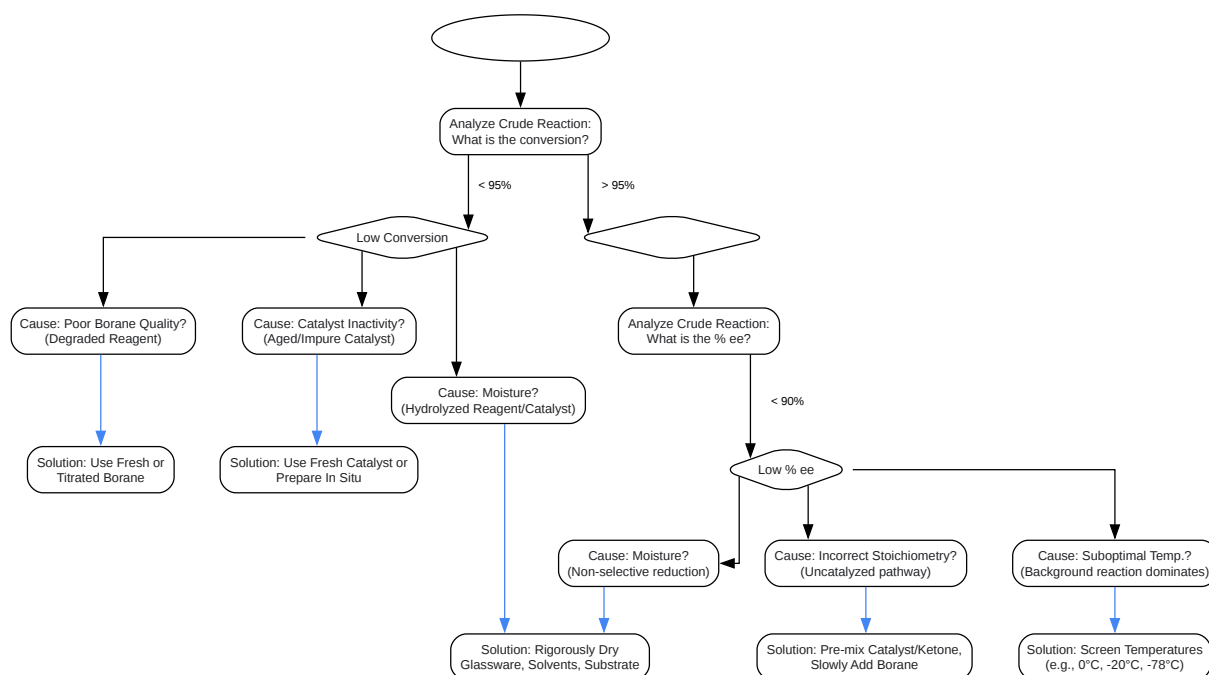 Analyze Crude Reaction:
What is the conversion?
< 95%
> 95%
Low Conversion
Cause: Poor Borane Quality?
(Degraded Reagent)
Cause: Catalyst Inactivity?
(Aged/Impure Catalyst)
Analyze Crude Reaction:
What is the % ee?
Cause: Moisture?
(Hydrolyzed Reagent/Catalyst)
< 90%
Solution: Use Fresh or
Titrated Borane
Solution: Use Fresh Catalyst or
Prepare In Situ
Low % ee
Cause: Moisture?
(Non-selective reduction)
Cause: Incorrect Stoichiometry?
(Uncatalyzed pathway)
Cause: Suboptimal Temp.?
(Background reaction dominates)
Solution: Rigorously Dry
Glassware, Solvents, Substrate
Solution: Pre-mix Catalyst/Ketone,
Slowly Add Borane
Solution: Screen Temperatures
(e.g., 0°C, -20°C, -78°C)